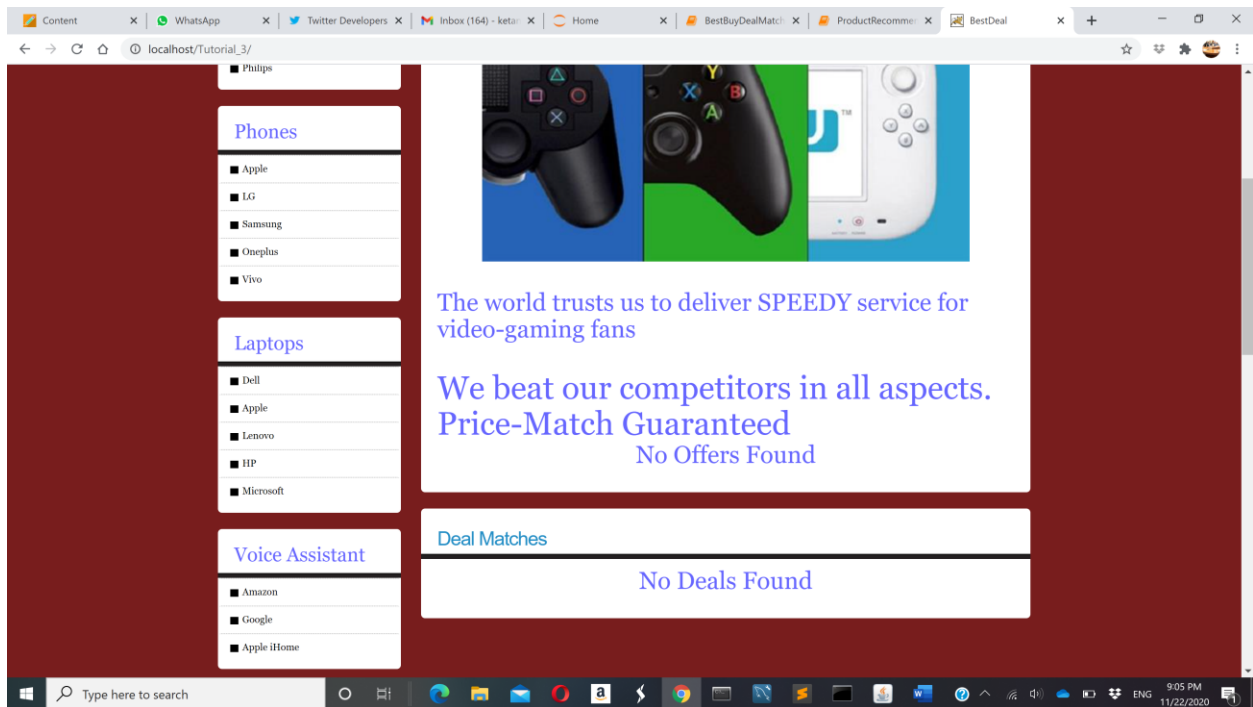 Content
WhatsApp
Twitter Developers
Inbox (164) - ketan
Home
BestBuyDealMatch
ProductRecommen
BestDeal
localhost/Tutorial_3/
Philips
Phones
Apple
LG
Samsung
Oneplus
Vivo
Laptops
Dell
Apple
Lenovo
HP
Microsoft
Voice Assistant
Amazon
Google
Apple iHome
Y
X
B
A
TM
The world trusts us to deliver SPEEDY service for
video-gaming fans
We beat our competitors in all aspects.
Price-Match Guaranteed
No Offers Found
Deal Matches
No Deals Found
Type here to search
ENG
9:05 PM
11/22/2020